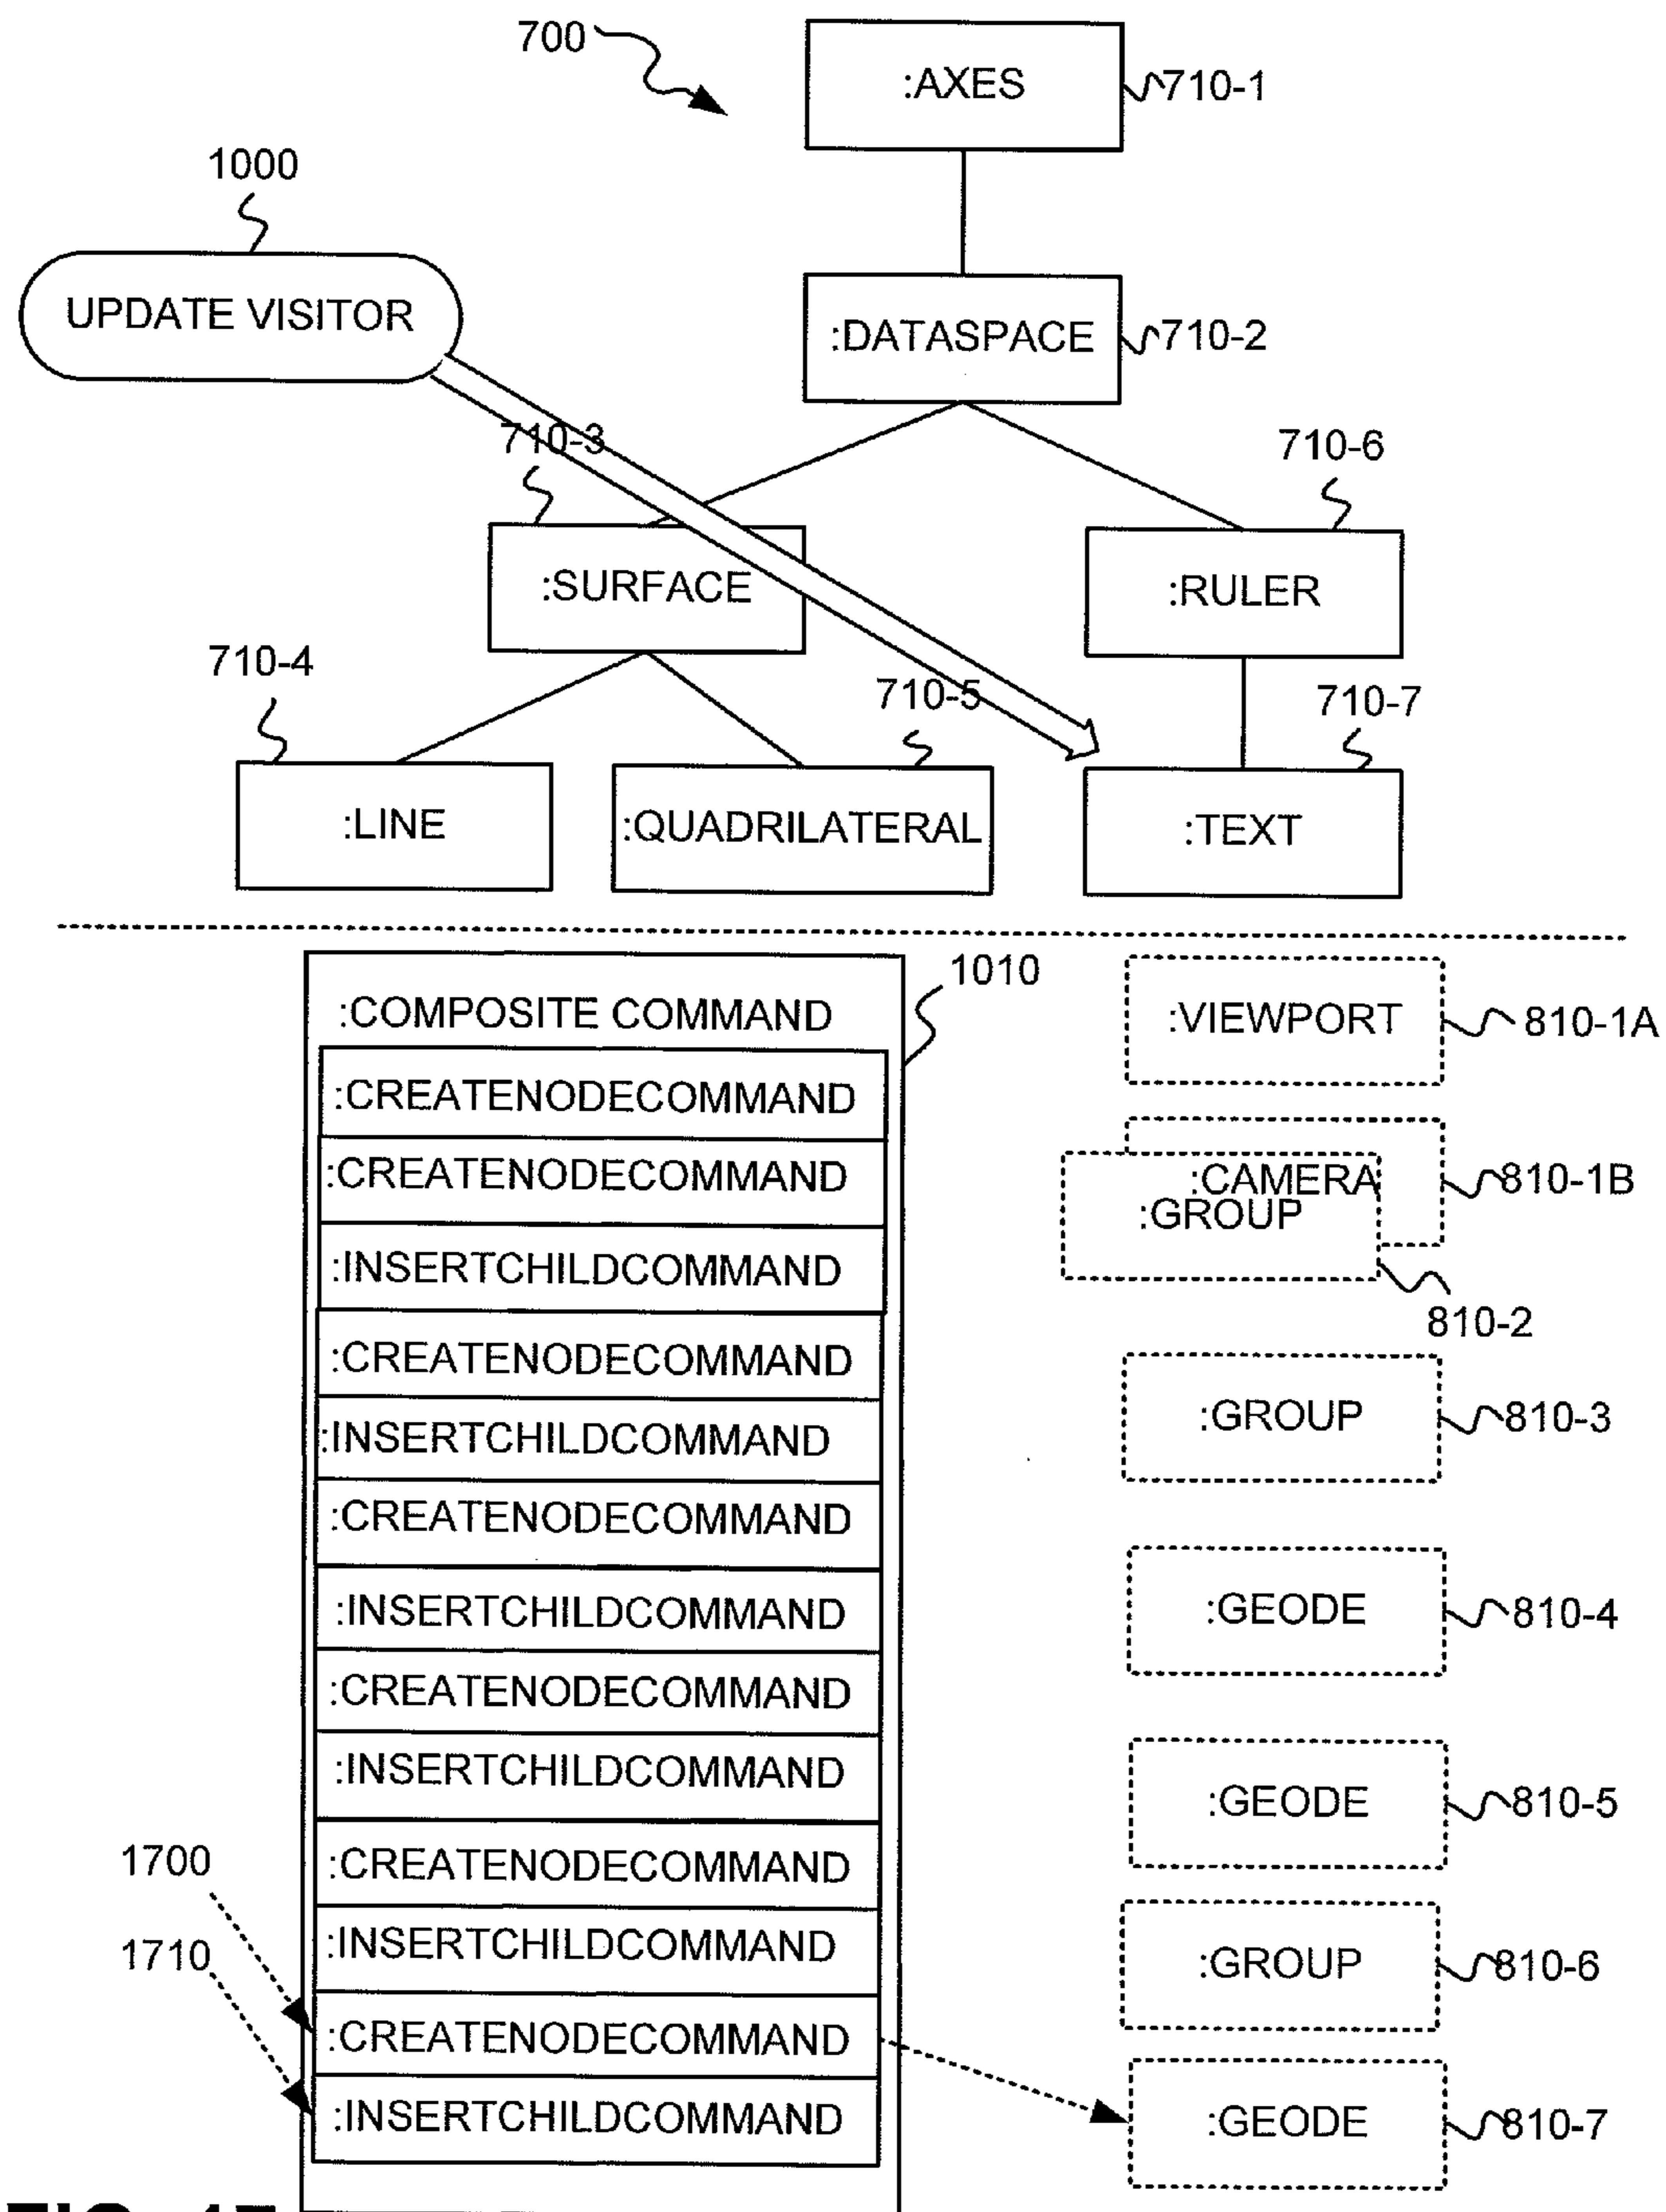 700
:AXES
710-1
1000
UPDATE VISITOR
:DATASPACE
710-2
710-3
710-6
:SURFACE
:RULER
710-4
710-5
710-7
:LINE
:QUADRILATERAL
:TEXT
:COMPOSITE COMMAND
1010
:VIEWPORT
810-1A
:CREATENODECOMMAND
:CREATENODECOMMAND
:CAMERA
810-1B
:GROUP
:INSERTCHILDCOMMAND
810-2
:CREATENODECOMMAND
:GROUP
810-3
:INSERTCHILDCOMMAND
:CREATENODECOMMAND
:INSERTCHILDCOMMAND
:GEODE
810-4
:CREATENODECOMMAND
:INSERTCHILDCOMMAND
:GEODE
810-5
1700
:CREATENODECOMMAND
1710
:INSERTCHILDCOMMAND
:GROUP
810-6
:CREATENODECOMMAND
:INSERTCHILDCOMMAND
:GEODE
810-7